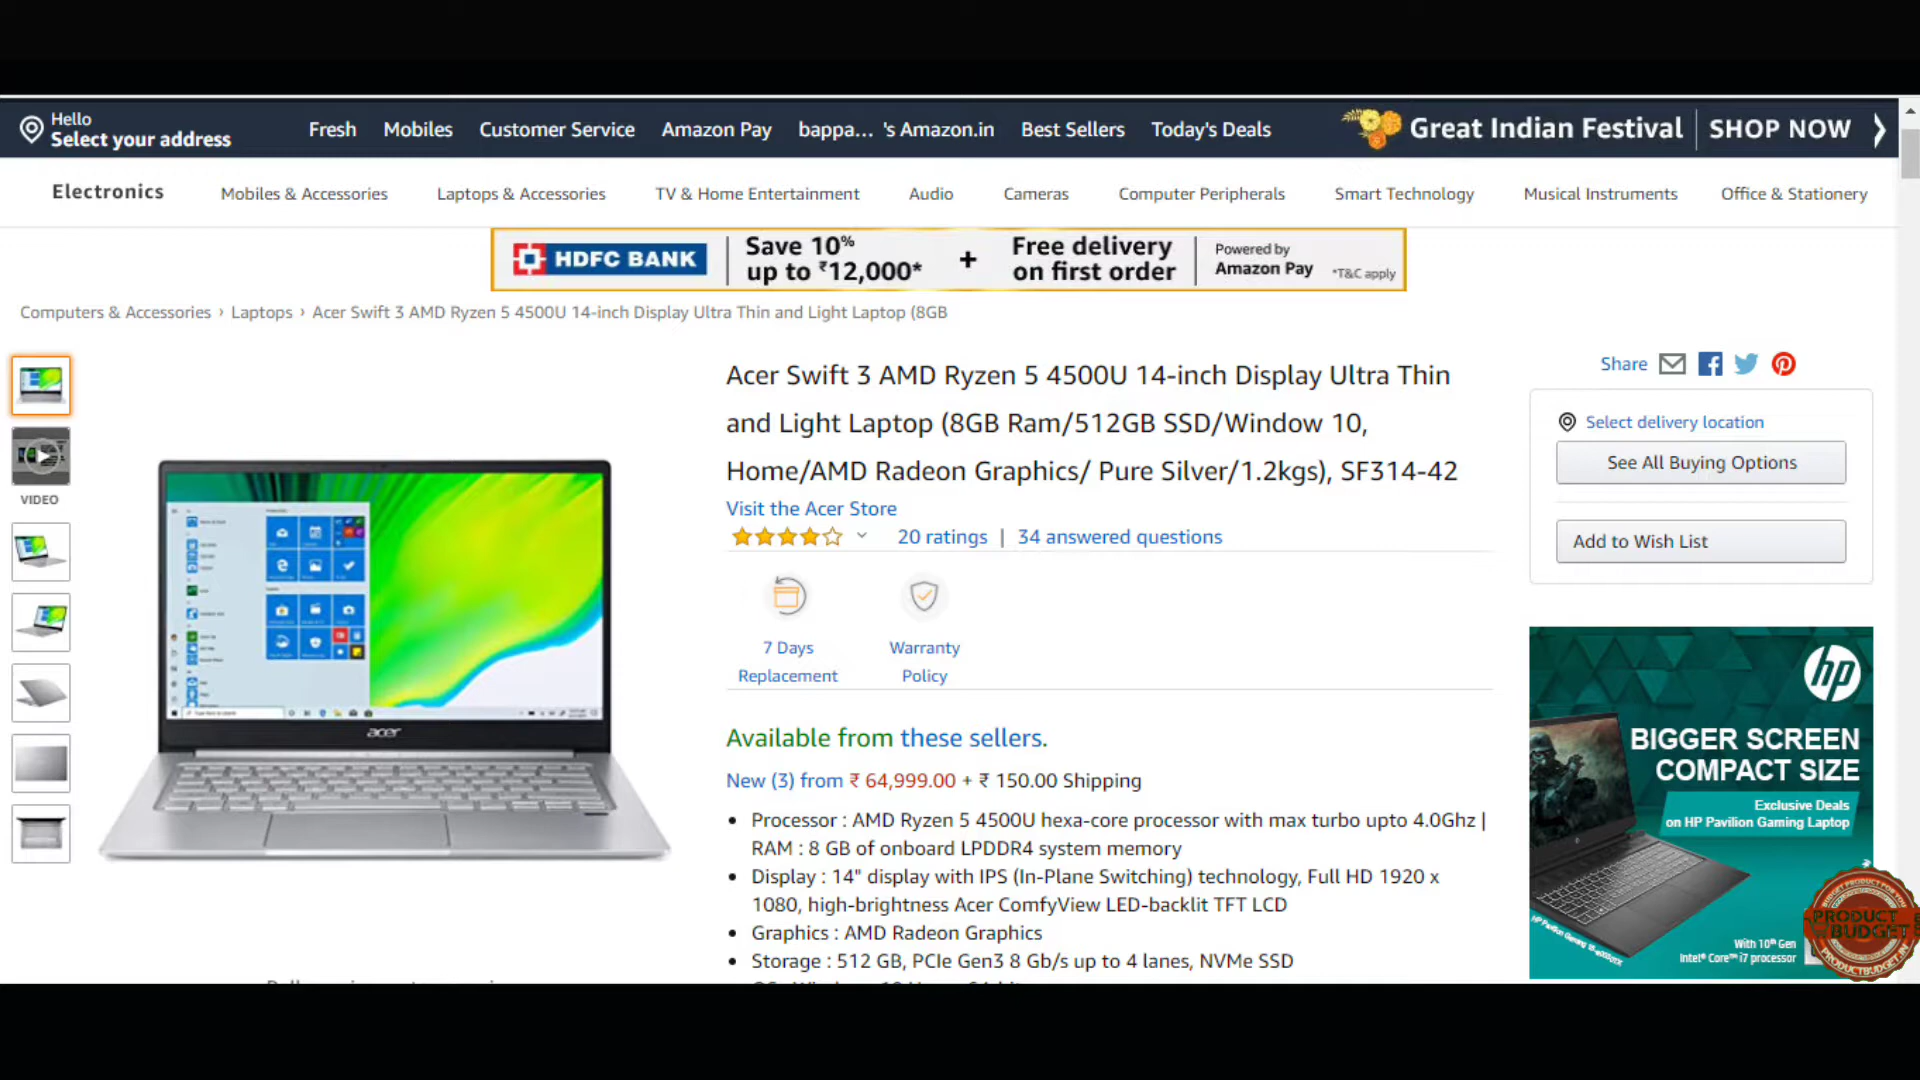 Hello
Select your address
Fresh
Mobiles
Customer Service
Amazon Pay
bappa... 's Amazon.in
Best Sellers
Today's Deals
Great Indian Festival
SHOP NOW
Electronics
Mobiles & Accessories
Laptops & Accessories
TV & Home Entertainment
Audio
Cameras
Computer Peripherals
Smart Technology
Musical Instruments
Office & Stationery
HDFC BANK
Save 10%
up to ₹12,000*
+
Free delivery
on first order
Powered by
Amazon Pay
*T&C apply
Computers & Accessories › Laptops › Acer Swift 3 AMD Ryzen 5 4500U 14-inch Display Ultra Thin and Light Laptop (8GB
VIDEO
acer
Acer Swift 3 AMD Ryzen 5 4500U 14-inch Display Ultra Thin
and Light Laptop (8GB Ram/512GB SSD/Window 10,
Home/AMD Radeon Graphics/ Pure Silver/1.2kgs), SF314-42
Visit the Acer Store
20 ratings | 34 answered questions
7 Days
Replacement
Warranty
Policy
Available from these sellers.
New (3) from ₹ 64,999.00 + ₹ 150.00 Shipping
• Processor : AMD Ryzen 5 4500U hexa-core processor with max turbo upto 4.0Ghz |
RAM : 8 GB of onboard LPDDR4 system memory
• Display : 14" display with IPS (In-Plane Switching) technology, Full HD 1920 x
1080, high-brightness Acer ComfyView LED-backlit TFT LCD
• Graphics : AMD Radeon Graphics
• Storage : 512 GB, PCIe Gen3 8 Gb/s up to 4 lanes, NVMe SSD
Share
Select delivery location
See All Buying Options
Add to Wish List
hp
BIGGER SCREEN
COMPACT SIZE
Exclusive Deals
on HP Pavilion Gaming Laptop
With 10th Gen
Intel® Core™ i7 processor
PRODUCT
BUDGET
PRODUCTBUDGET.IN